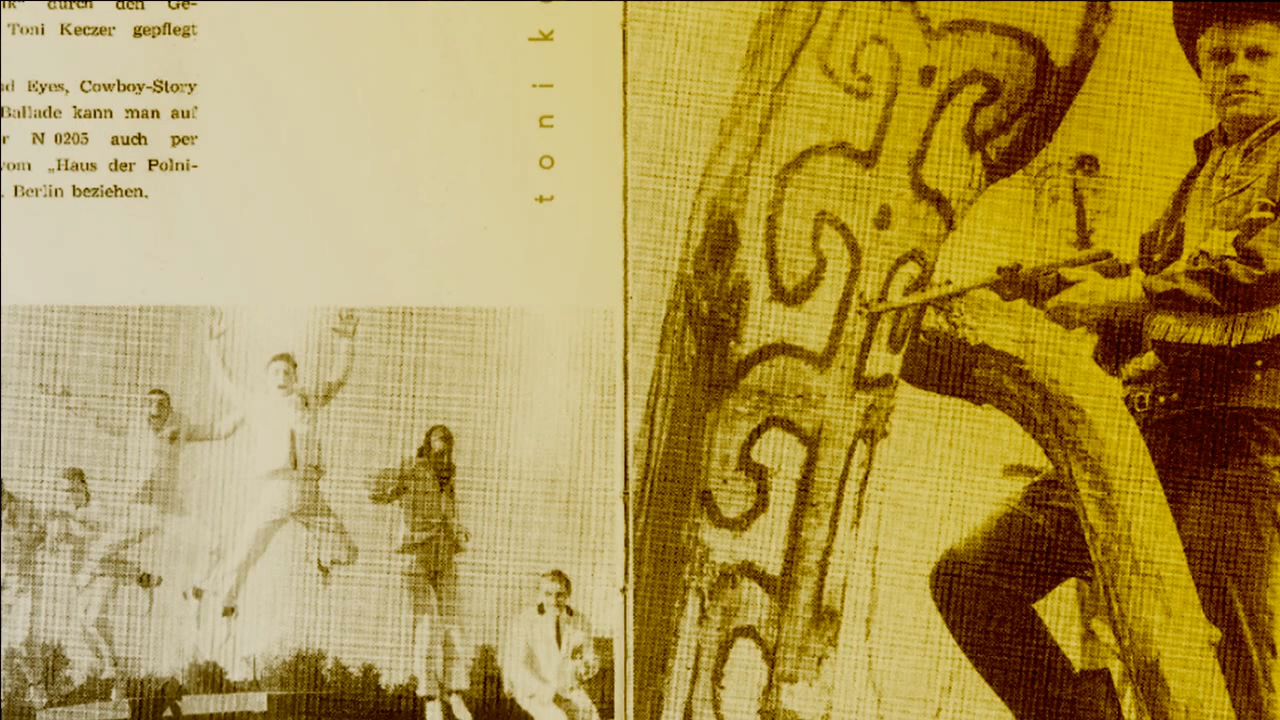 durch den Ge-
Toni Keczer gepflegt
Eyes, Cowboy-Story
Ballade kann man auf
N 0205 auch per
vom „Haus der Polni-
, Berlin beziehen.
tonik